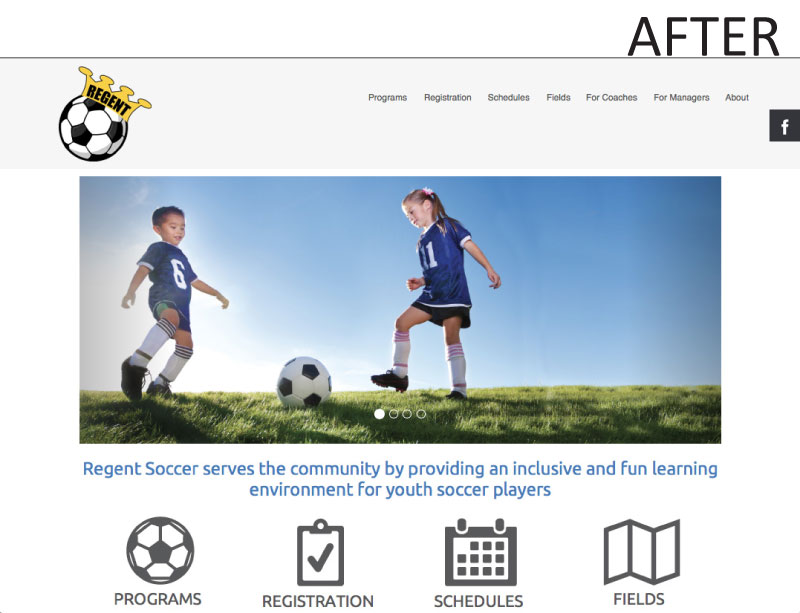 AFTER
REGENT
Programs Registration Schedules Fields For Coaches For Managers About
f
6
11
Regent Soccer serves the community by providing an inclusive and fun learning
environment for youth soccer players
PROGRAMS REGISTRATION SCHEDULES FIELDS